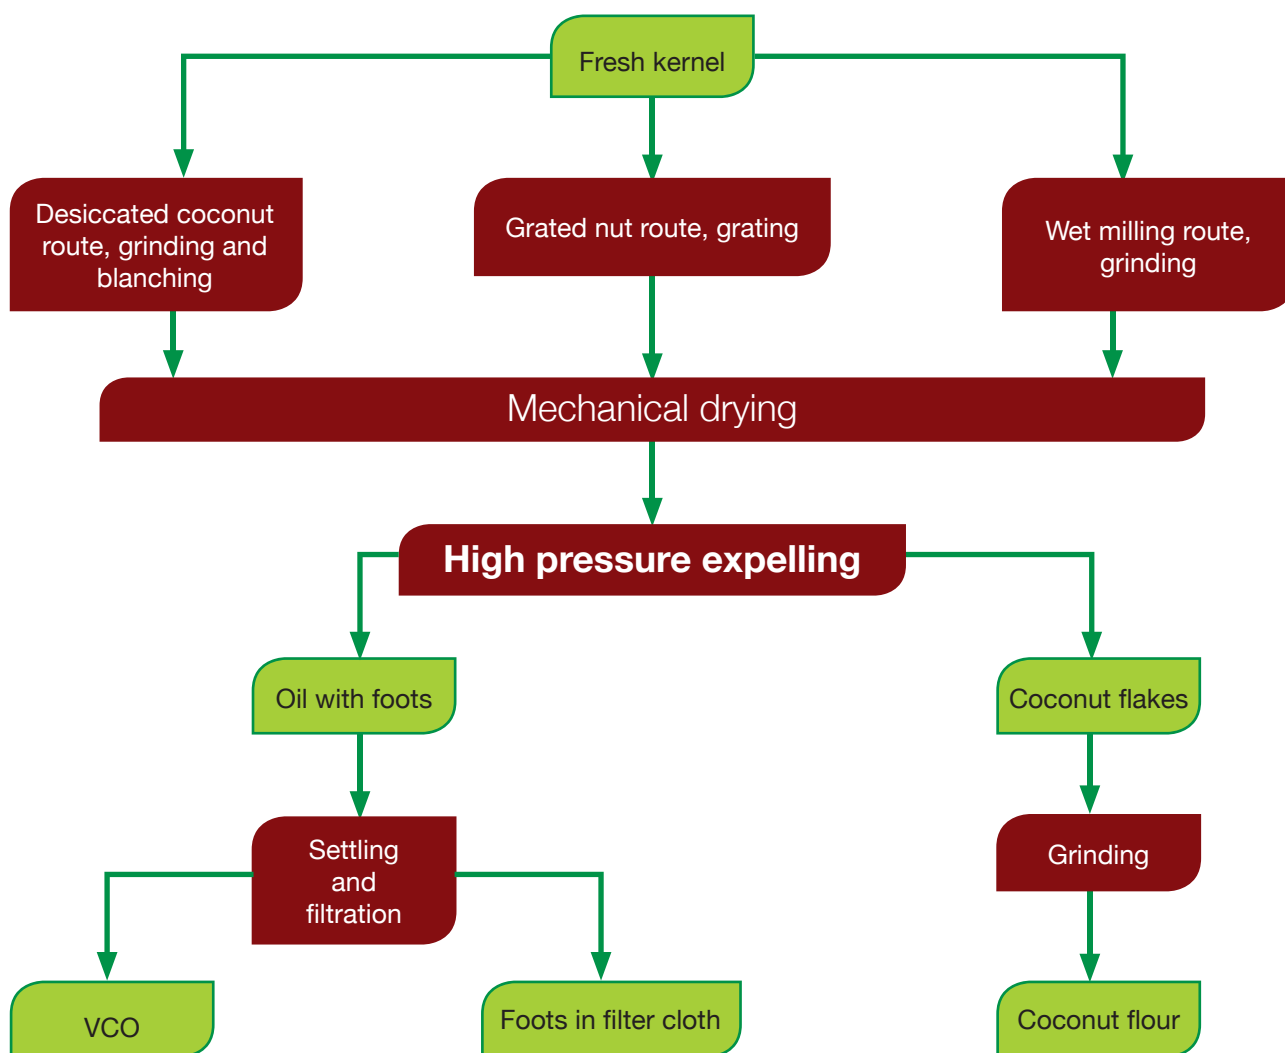 Fresh kernel
Desiccated coconut
route, grinding and
blanching
Grated nut route, grating
Wet milling route,
grinding
Mechanical drying
High pressure expelling
Oil with foots
Coconut flakes
Settling
and
filtration
Grinding
VCO
Foots in filter cloth
Coconut flour